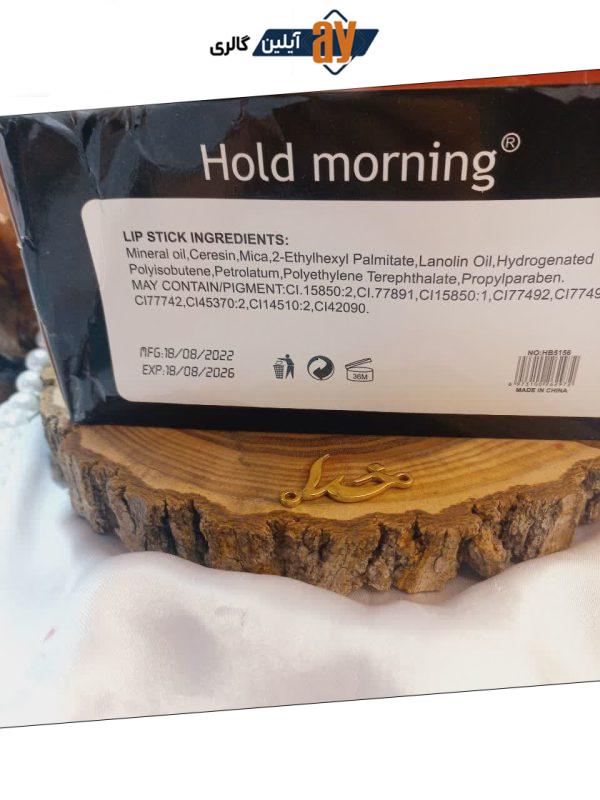 آیلین گالری
ay
Hold morning®
LIP STICK INGREDIENTS:
Mineral oil,Ceresin,Mica,2-Ethylhexyl Palmitate,Lanolin Oil,Hydrogenated
Polyisobutene,Petrolatum,Polyethylene Terephthalate,Propylparaben.
MAY CONTAIN/PIGMENT:CI.15850:2,CI.77891,CI15850:1,CI77492,CI7749
CI77742,CI45370:2,CI14510:2,CI42090.
MFG:18/08/2022
EXP:18/08/2026
36M
NO:HB5156
MADE IN CHINA
خدا